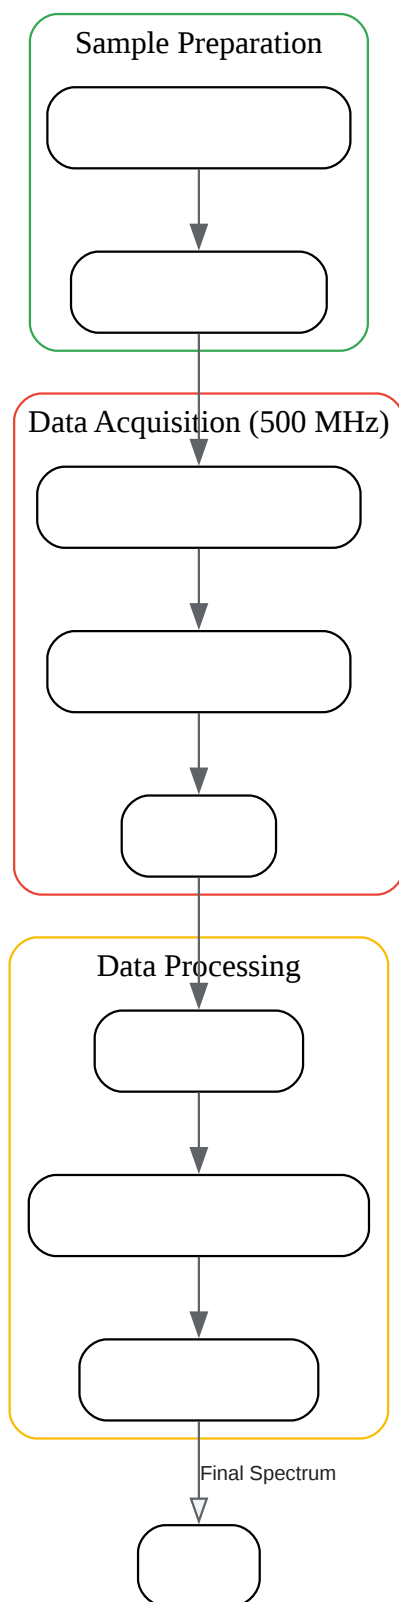 Sample Preparation
Data Acquisition (500 MHz)
Data Processing
Final Spectrum